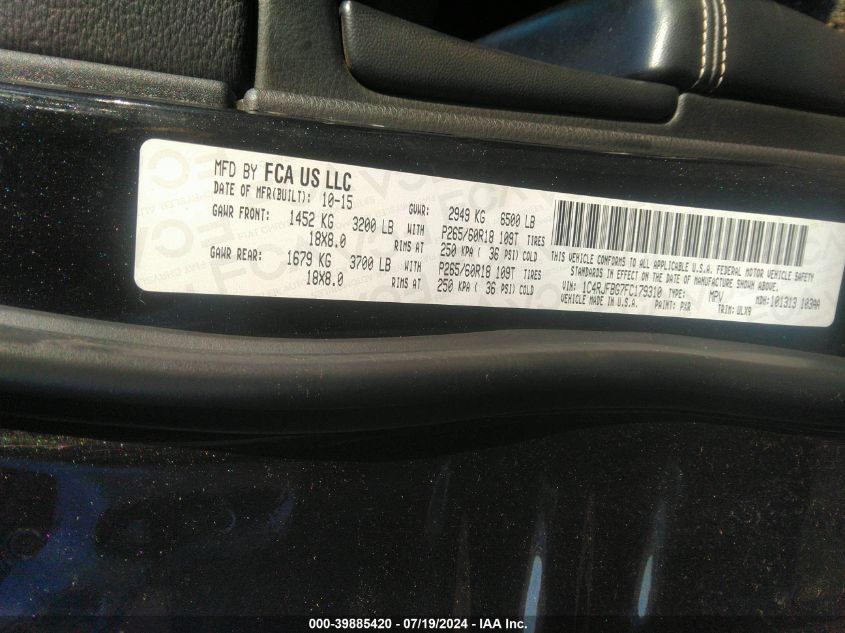 MFD BY FCA US LLC
DATE OF MFR(BUILT): 10-15
GVWR: 2949 KG 6500 LB
GAWR FRONT: 1452 KG 3200 LB WITH P265/60R18 109T TIRES
18X8.0 RIMS AT 250 KPA ( 36 PSI) COLD
GAWR REAR: 1679 KG 3700 LB WITH P265/60R18 109T TIRES
18X8.0 RIMS AT 250 KPA ( 36 PSI) COLD
THIS VEHICLE CONFORMS TO ALL APPLICABLE U.S.A. FEDERAL MOTOR VEHICLE SAFETY
STANDARDS IN EFFECT ON THE DATE OF MANUFACTURE SHOWN ABOVE.
VIN: 1C4RJFBG7FC179310 TYPE: MPV MDH: 101313 103AA
VEHICLE MADE IN U.S.A. PAINT: PXR TRIM: ULX9
000-39885420 - 07/19/2024 - IAA Inc.